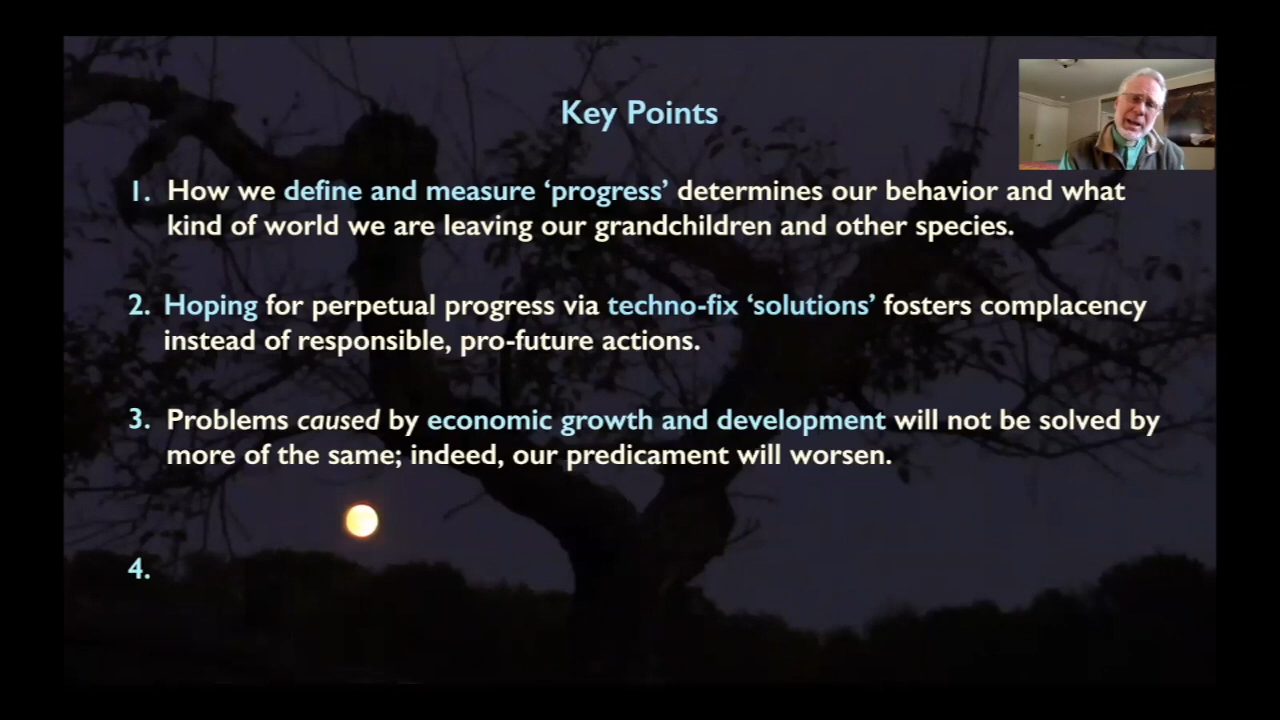 Key Points
1. How we define and measure ‘progress’ determines our behavior and what
kind of world we are leaving our grandchildren and other species.
2. Hoping for perpetual progress via techno-fix ‘solutions’ fosters complacency
instead of responsible, pro-future actions.
3. Problems caused by economic growth and development will not be solved by
more of the same; indeed, our predicament will worsen.
4.